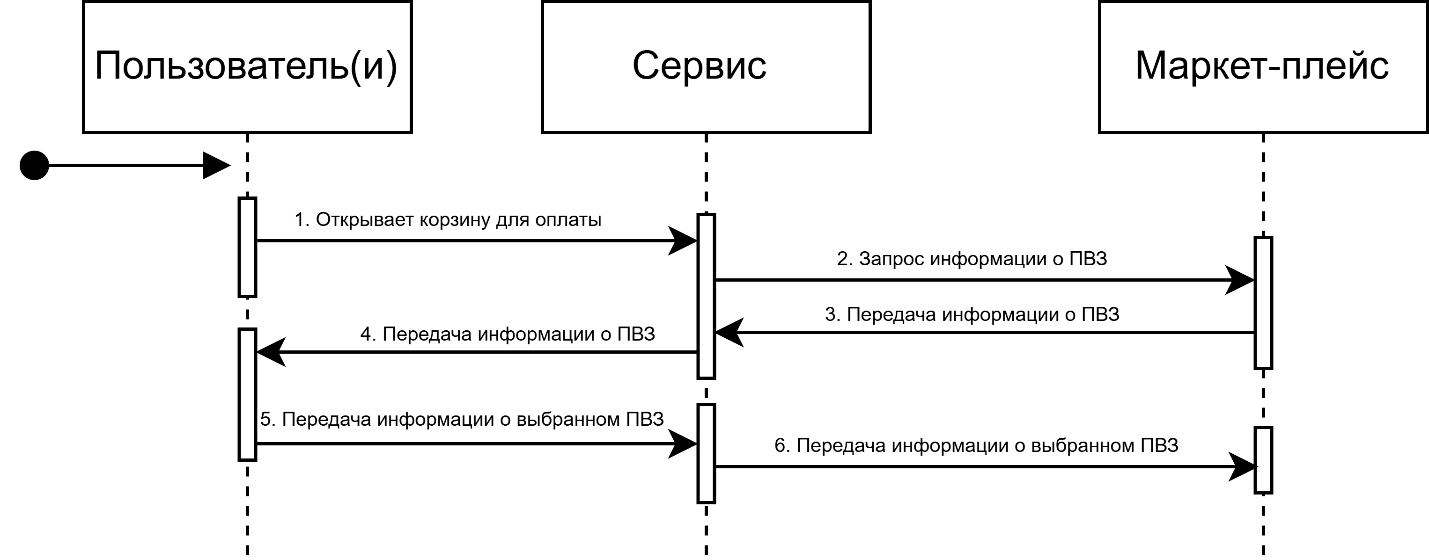 Пользователь(и)
Сервис
Маркет-плейс
1. Открывает корзину для оплаты
2. Запрос информации о ПВЗ
3. Передача информации о ПВЗ
4. Передача информации о ПВЗ
5. Передача информации о выбранном ПВЗ
6. Передача информации о выбранном ПВЗ